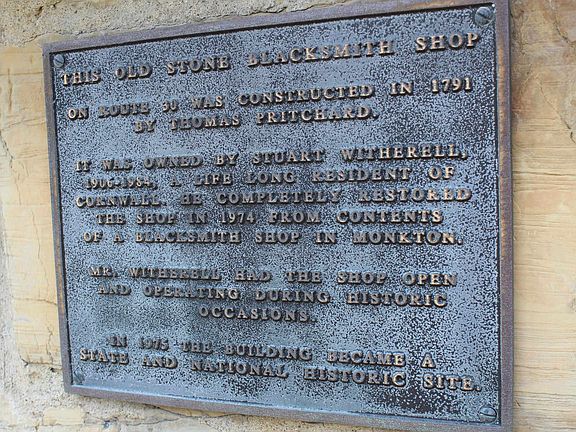 THIS OLD STONE BLACKSMITH SHOP
ON ROUTE 30 WAS CONSTRUCTED IN 1791
BY THOMAS PRITCHARD.
IT WAS OWNED BY STUART WITHERELL,
1906-1984, A LIFE LONG RESIDENT OF
CORNWALL. HE COMPLETELY RESTORED
THE SHOP IN 1974 FROM CONTENTS
OF A BLACKSMITH SHOP IN MONKTON.
MR. WITHERELL HAD THE SHOP OPEN
AND OPERATING DURING HISTORIC
OCCASIONS.
IN 1975 THE BUILDING BECAME A
STATE AND NATIONAL HISTORIC SITE.